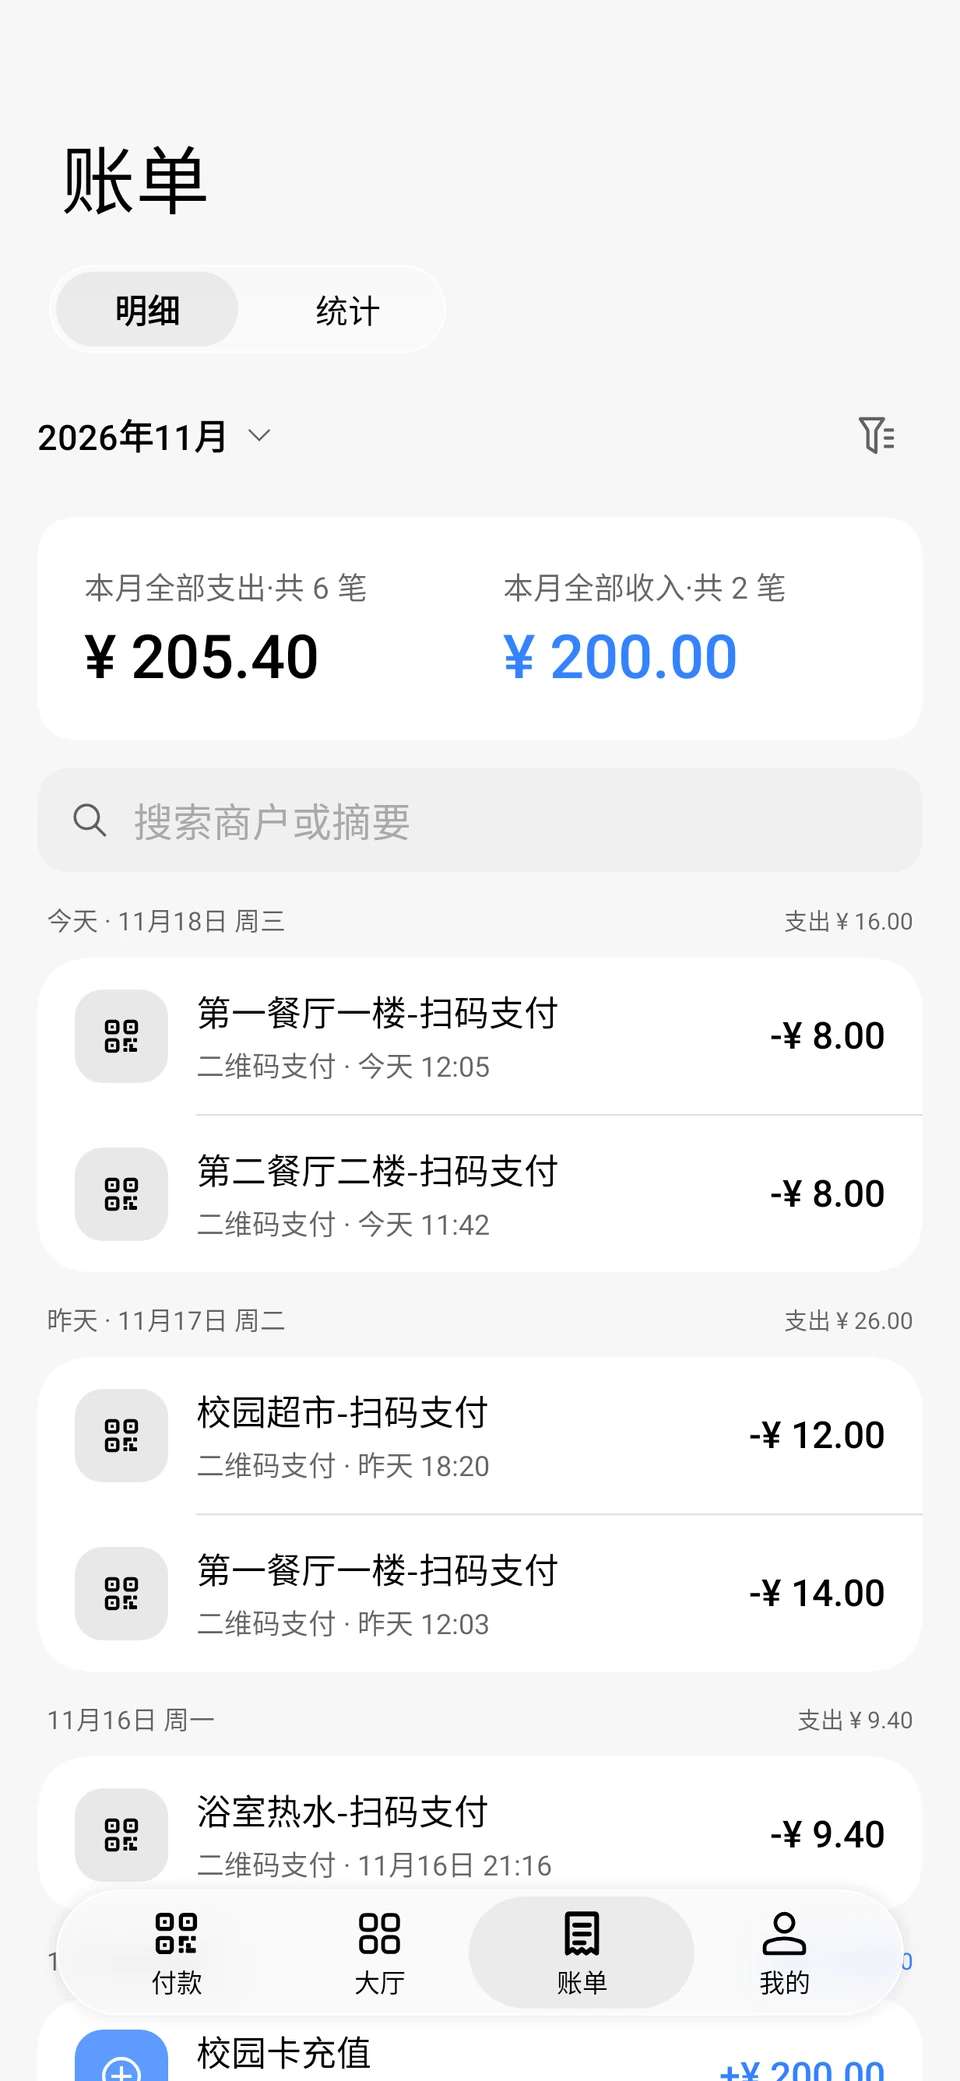 账单
明细 统计
2026年11月
本月全部支出·共 6 笔 本月全部收入·共 2 笔
¥ 205.40 ¥ 200.00
搜索商户或摘要
今天 · 11月18日 周三 支出 ¥ 16.00
第一餐厅一楼-扫码支付
-¥ 8.00
二维码支付 · 今天 12:05
第二餐厅二楼-扫码支付
-¥ 8.00
二维码支付 · 今天 11:42
昨天 · 11月17日 周二 支出 ¥ 26.00
校园超市-扫码支付
-¥ 12.00
二维码支付 · 昨天 18:20
第一餐厅一楼-扫码支付
-¥ 14.00
二维码支付 · 昨天 12:03
11月16日 周一 支出 ¥ 9.40
浴室热水-扫码支付
-¥ 9.40
二维码支付 · 11月16日 21:16
付款 大厅 账单 我的
校园卡充值
+¥ 200.00